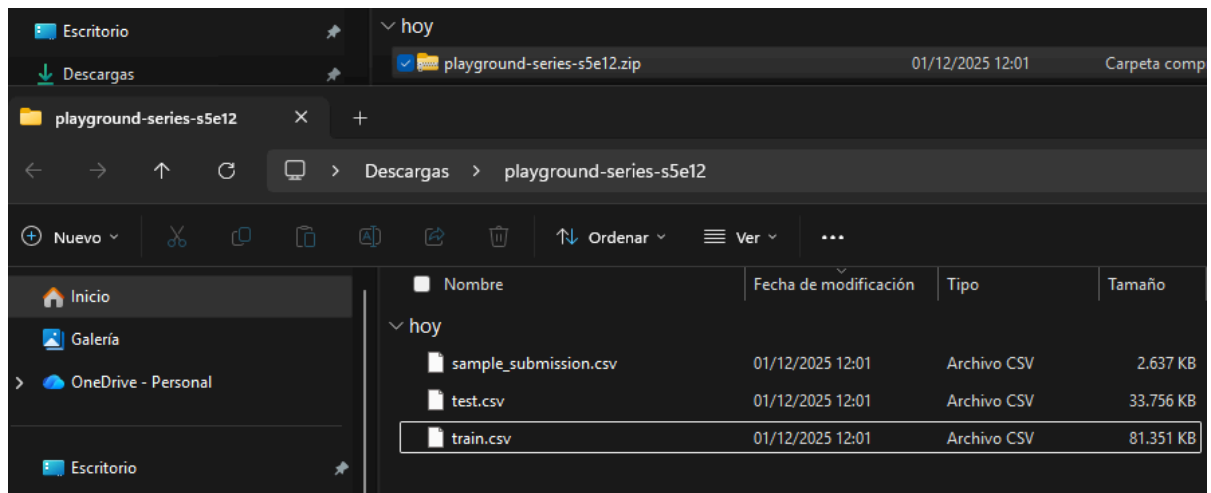 Escritorio
hoy
playground-series-s5e12.zip 01/12/2025 12:01 Carpeta comp
Descargas
playground-series-s5e12
Descargas > playground-series-s5e12
Nuevo Ordenar Ver
Nombre Fecha de modificación Tipo Tamaño
Inicio
hoy
Galería
sample_submission.csv 01/12/2025 12:01 Archivo CSV 2.637 KB
OneDrive - Personal
test.csv 01/12/2025 12:01 Archivo CSV 33.756 KB
train.csv 01/12/2025 12:01 Archivo CSV 81.351 KB
Escritorio